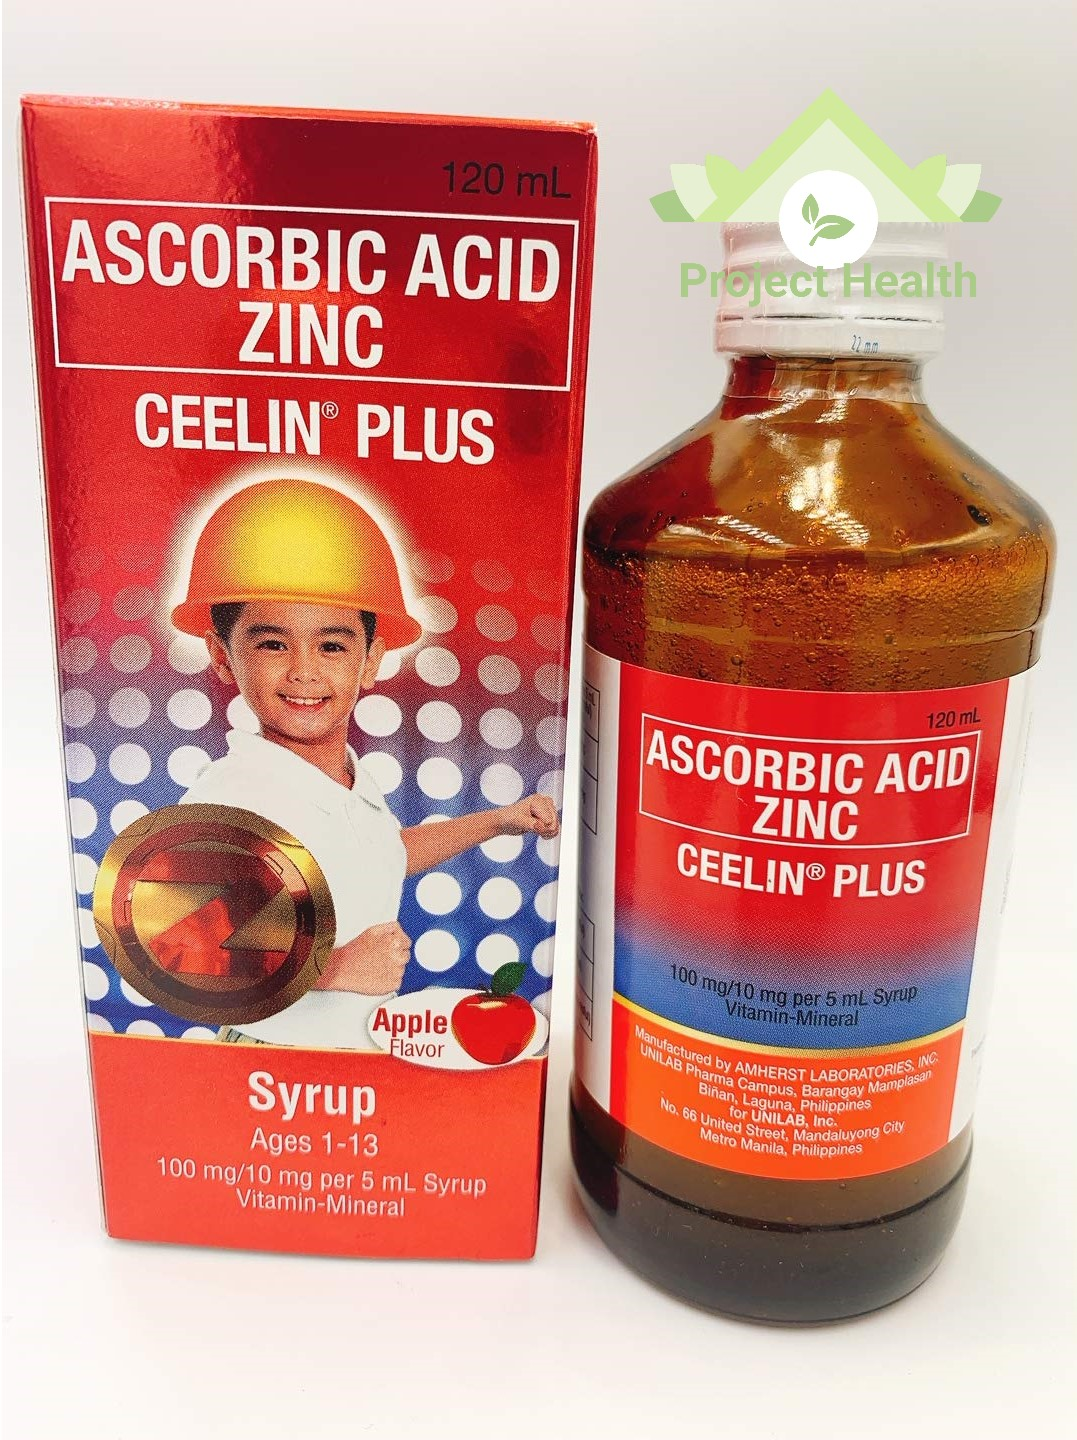 120 mL
ASCORBIC ACID
ZINC
CEELIN® PLUS
Apple
Flavor
Syrup
Ages 1-13
100 mg/10 mg per 5 mL Syrup
Vitamin-Mineral
Project Health
22 mm
120 mL
ASCORBIC ACID
ZINC
CEELIN® PLUS
100 mg/10 mg per 5 mL Syrup
Vitamin-Mineral
Manufactured by AMHERST LABORATORIES, INC.
UNILAB Pharma Campus, Barangay Mamplasan
Biñan, Laguna, Philippines
for UNILAB, Inc.
No. 66 United Street, Mandaluyong City
Metro Manila, Philippines